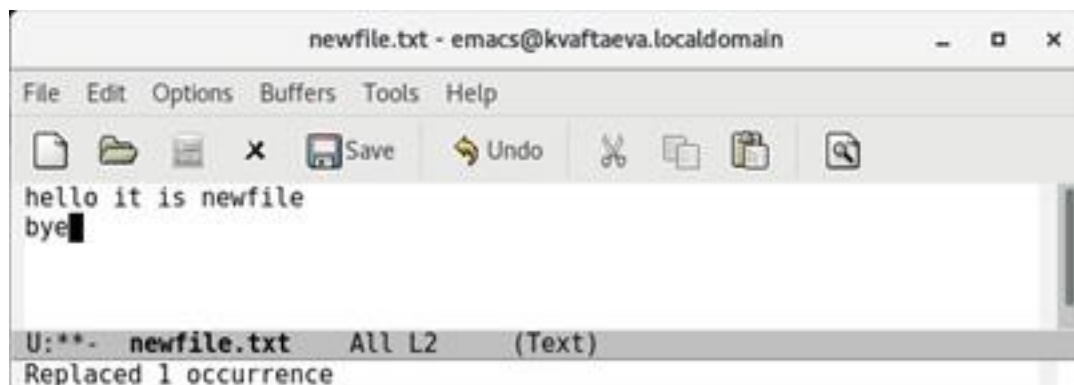 newfile.txt - emacs@kvaftaeva.localdomain
File Edit Options Buffers Tools Help
Save Undo
hello it is newfile
bye
U:**- newfile.txt All L2 (Text)
Replaced 1 occurrence